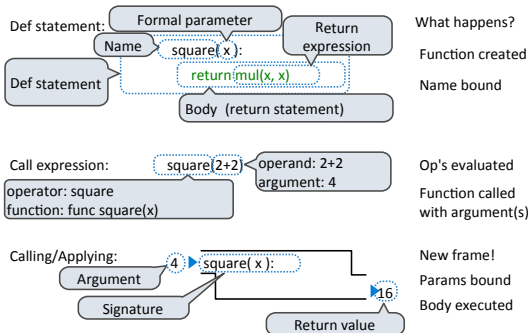 Def statement:
Formal parameter
Return expression
What happens?
Name
square( x ):
Function created
Def statement
return mul(x, x)
Name bound
Body (return statement)
Call expression:
square(2+2)
operand: 2+2
argument: 4
Op's evaluated
operator: square
function: func square(x)
Function called
with argument(s)
Calling/Applying:
4
square( x ):
New frame!
Argument
Params bound
Signature
16
Body executed
Return value